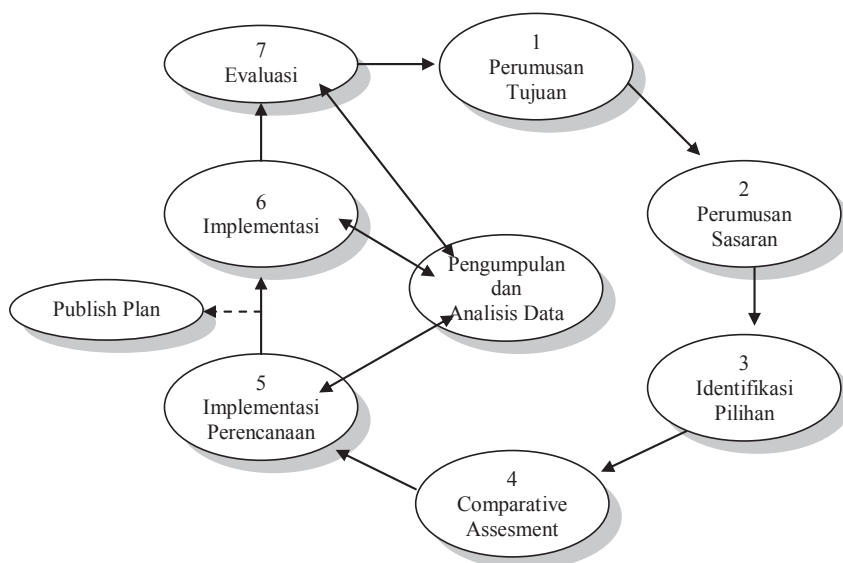 1
Perumusan
Tujuan
2
Perumusan
Sasaran
3
Identifikasi
Pilihan
4
Comparative
Assesment
5
Implementasi
Perencanaan
6
Implementasi
7
Evaluasi
Pengumpulan
dan
Analisis Data
Publish Plan